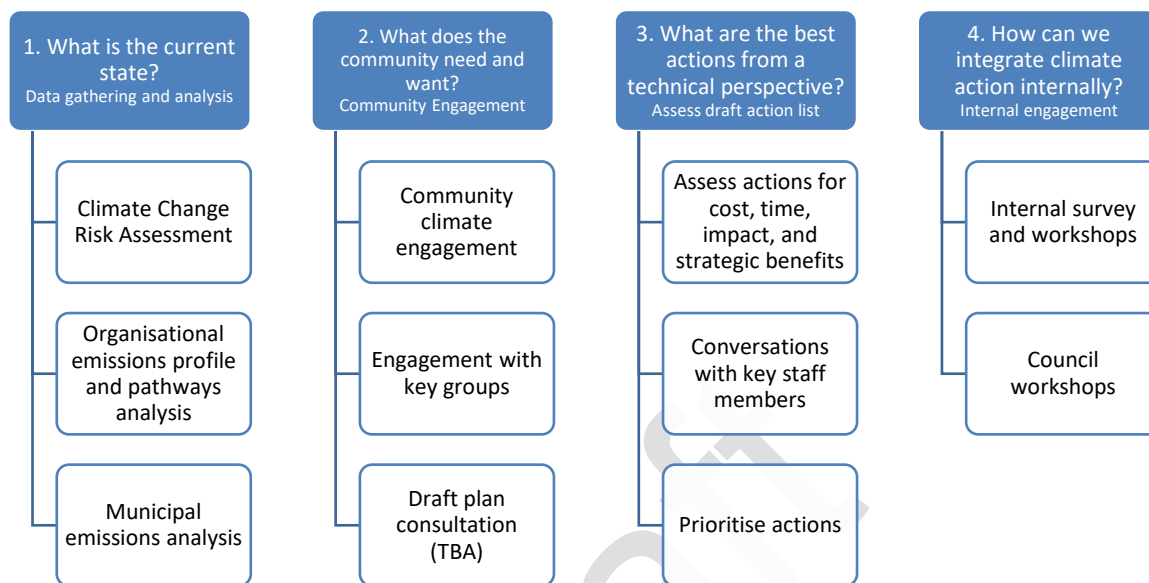 1. What is the current
state?
Data gathering and analysis
Climate Change
Risk Assessment
Organisational
emissions profile
and pathways
analysis
Municipal
emissions analysis
2. What does the
community need and
want?
Community Engagement
Community
climate
engagement
Engagement with
key groups
Draft plan
consultation
(TBA)
3. What are the best
actions from a
technical perspective?
Assess draft action list
Assess actions for
cost, time,
impact, and
strategic benefits
Conversations
with key staff
members
Prioritise actions
4. How can we
integrate climate
action internally?
Internal engagement
Internal survey
and workshops
Council
workshops